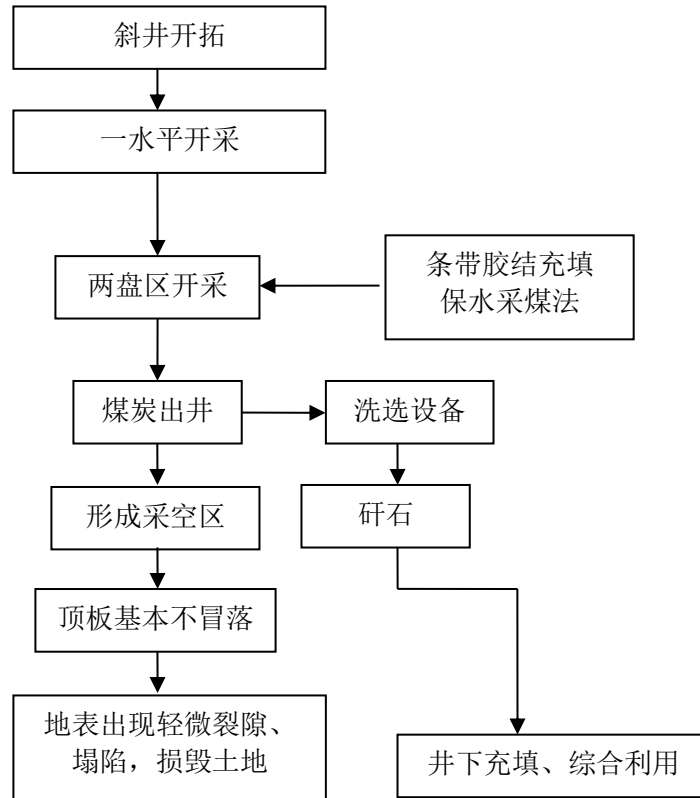 斜井开拓
一水平开采
两盘区开采
条带胶结充填
保水采煤法
煤炭出井
洗选设备
形成采空区
矸石
顶板基本不冒落
地表出现轻微裂隙、
塌陷，损毁土地
井下充填、综合利用